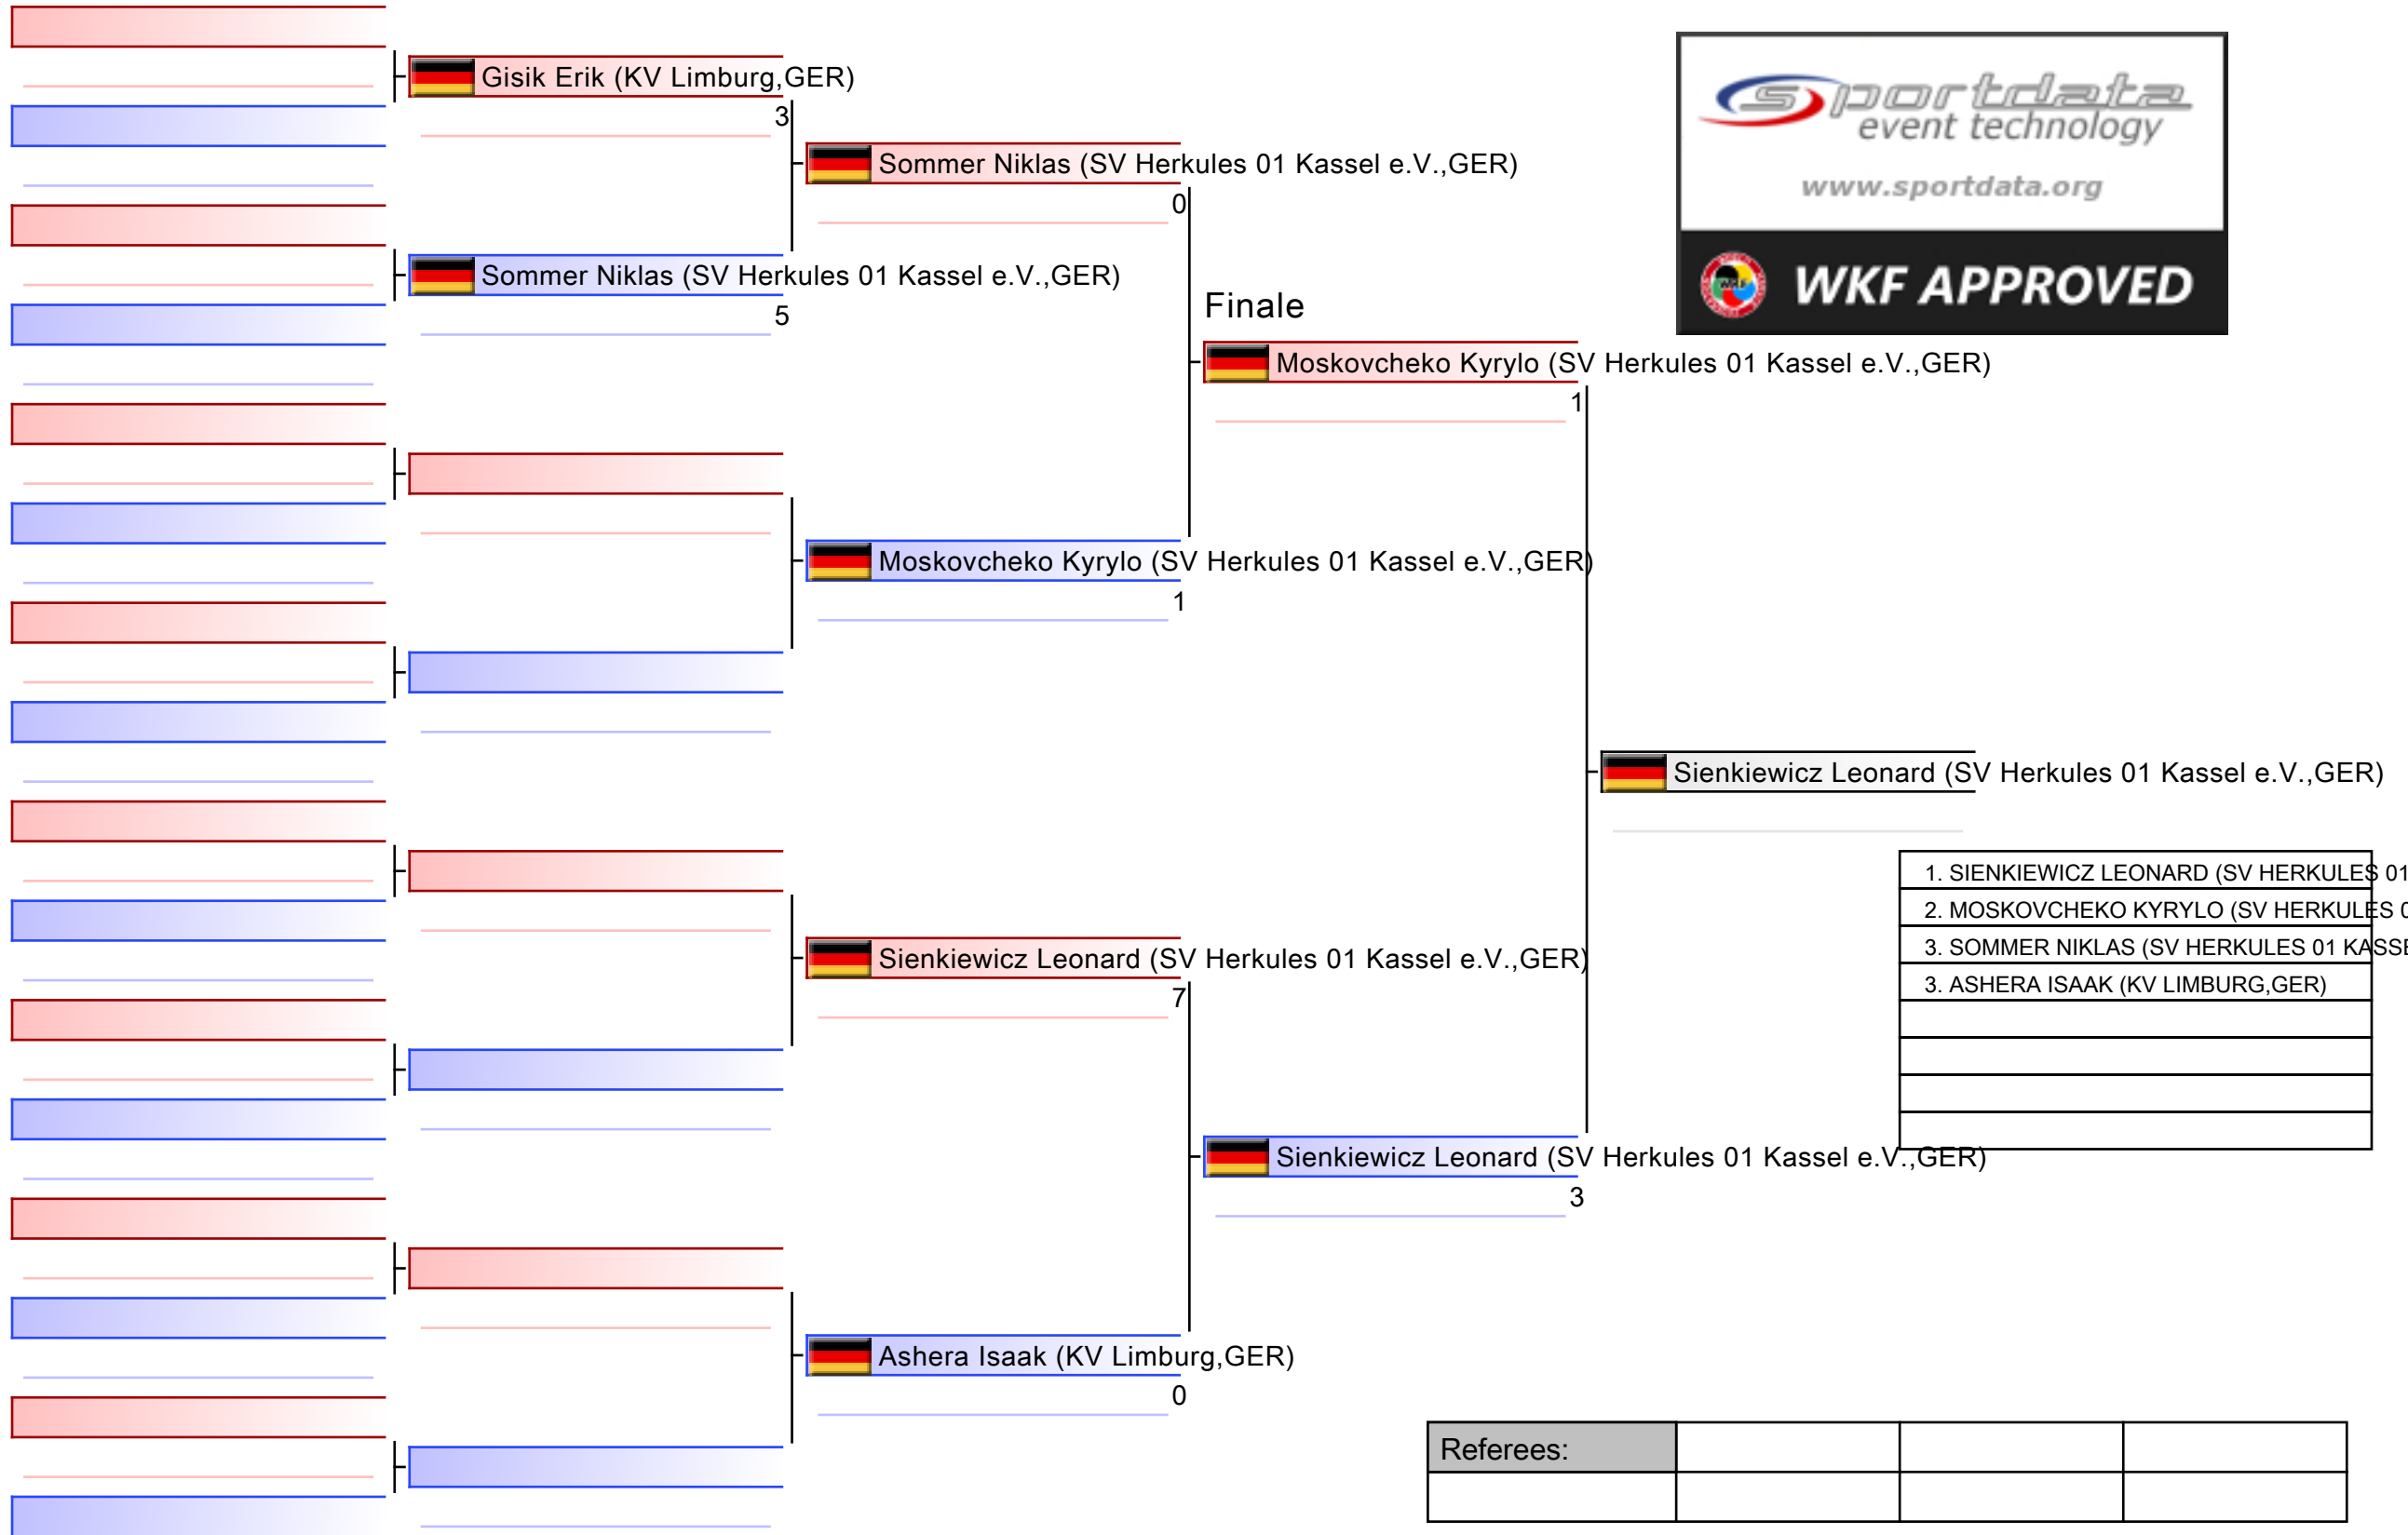 Gisik Erik (KV Limburg,GER)
3
Sommer Niklas (SV Herkules 01 Kassel e.V.,GER)
0
Sommer Niklas (SV Herkules 01 Kassel e.V.,GER)
5
Finale
Moskovcheko Kyrylo (SV Herkules 01 Kassel e.V.,GER)
1
Moskovcheko Kyrylo (SV Herkules 01 Kassel e.V.,GER)
1
Sienkiewicz Leonard (SV Herkules 01 Kassel e.V.,GER)
Sienkiewicz Leonard (SV Herkules 01 Kassel e.V.,GER)
7
Sienkiewicz Leonard (SV Herkules 01 Kassel e.V.,GER)
3
Ashera Isaak (KV Limburg,GER)
0
1. SIENKIEWICZ LEONARD (SV HERKULES 01
2. MOSKOVCHEKO KYRYLO (SV HERKULES 0
3. SOMMER NIKLAS (SV HERKULES 01 KASSE
3. ASHERA ISAAK (KV LIMBURG,GER)
Referees:
sportdata
event technology
www.sportdata.org
WKF
WKF APPROVED